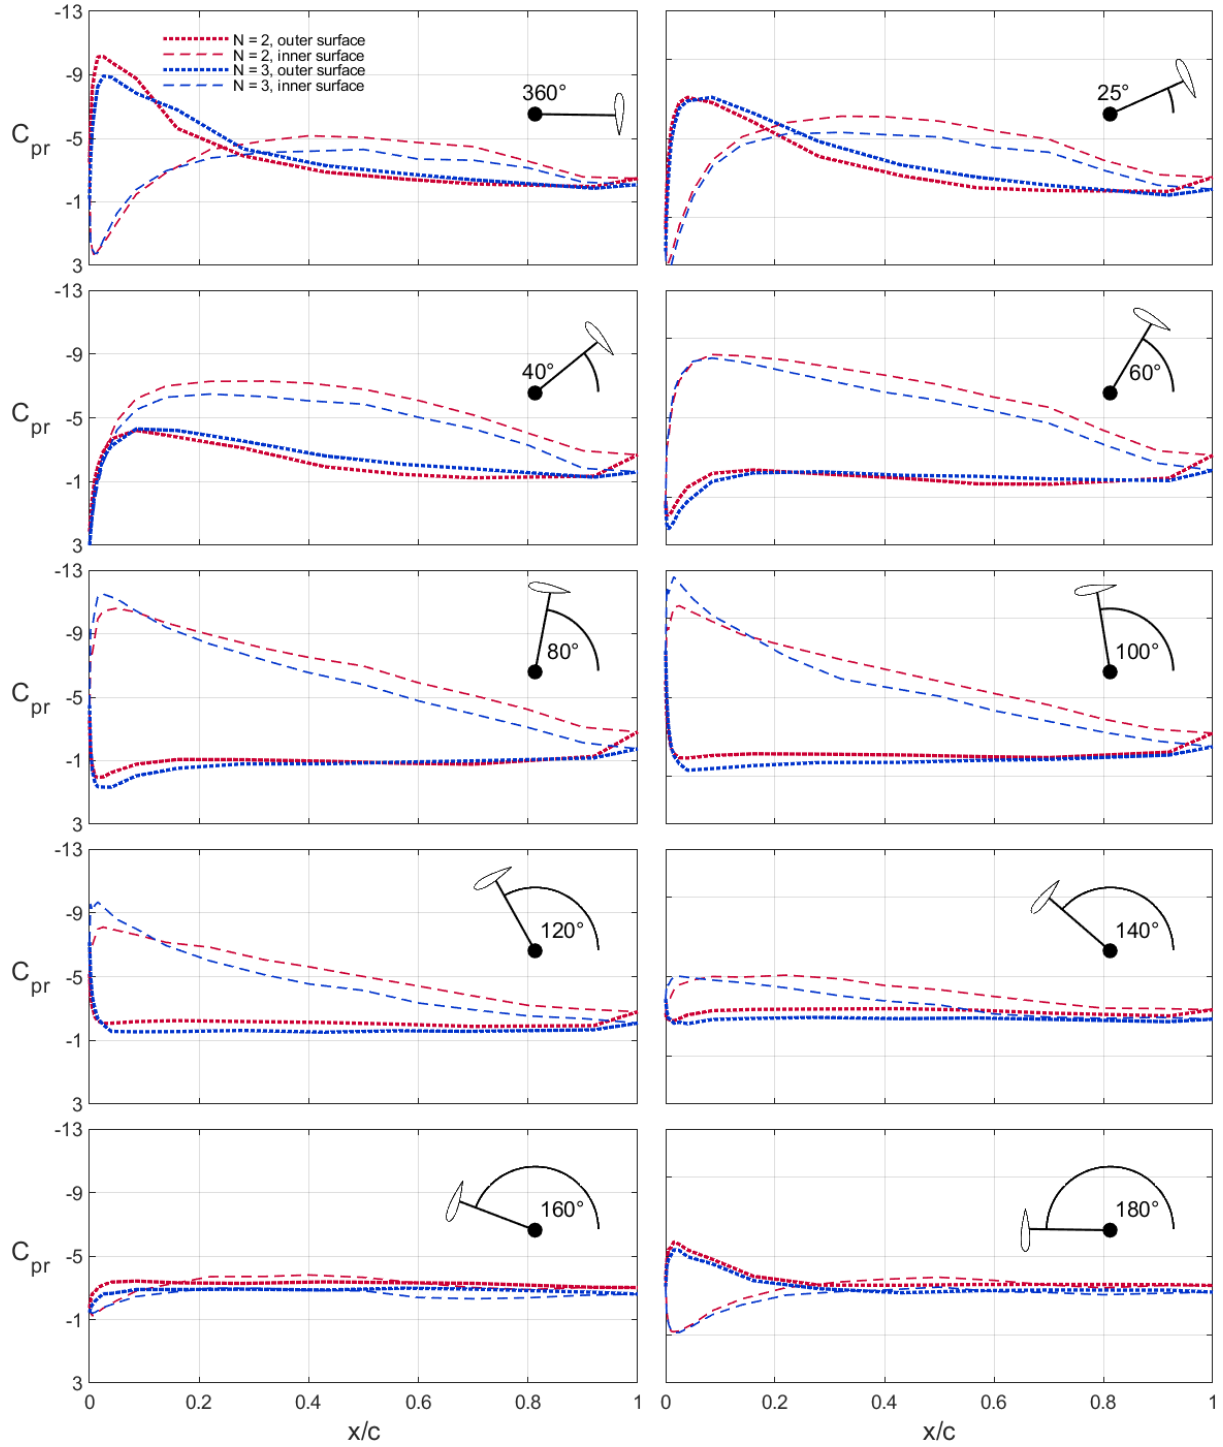 -13
-9
-5
-1
3
C_pr
N = 2, outer surface
N = 2, inner surface
N = 3, outer surface
N = 3, inner surface
360°
25°
-13
-9
-5
-1
3
C_pr
40°
60°
-13
-9
-5
-1
3
C_pr
80°
100°
-13
-9
-5
-1
3
C_pr
120°
140°
-13
-9
-5
-1
3
C_pr
160°
180°
0 0.2 0.4 0.6 0.8 1
0 0.2 0.4 0.6 0.8 1
x/c
x/c